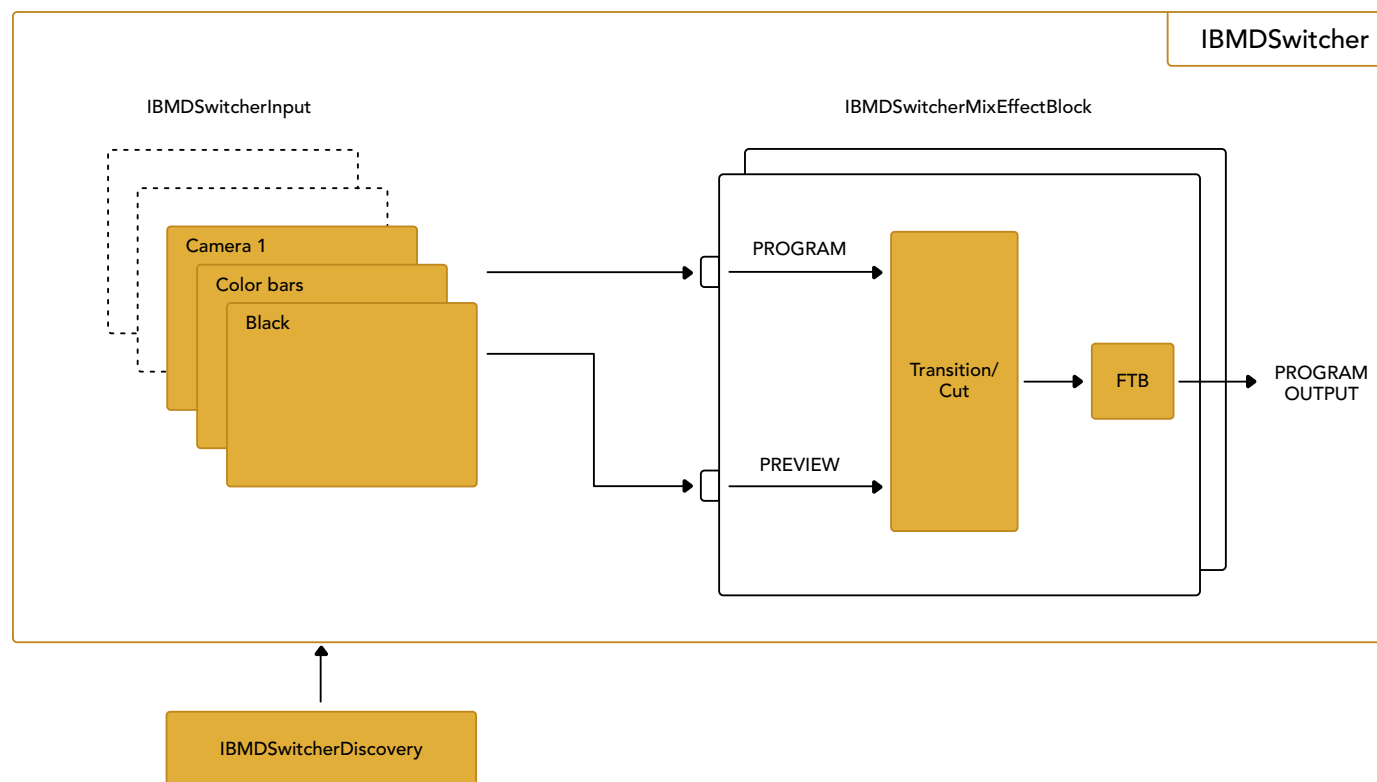 IBMDSwitcher
IBMDSwitcherInput
IBMDSwitcherMixEffectBlock
Camera 1
Color bars
Black
PROGRAM
PREVIEW
Transition/
Cut
FTB
PROGRAM
OUTPUT
IBMDSwitcherDiscovery